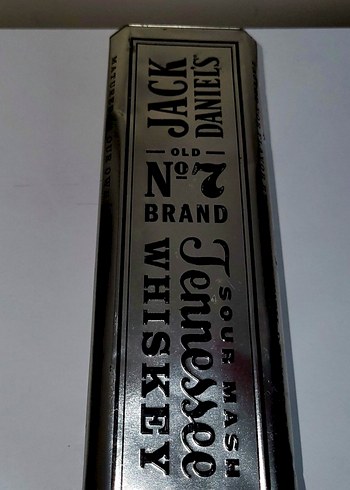 JACK
DANIEL'S
OLD
Nº 7
BRAND
Tennessee
SOUR MASH
WHISKEY